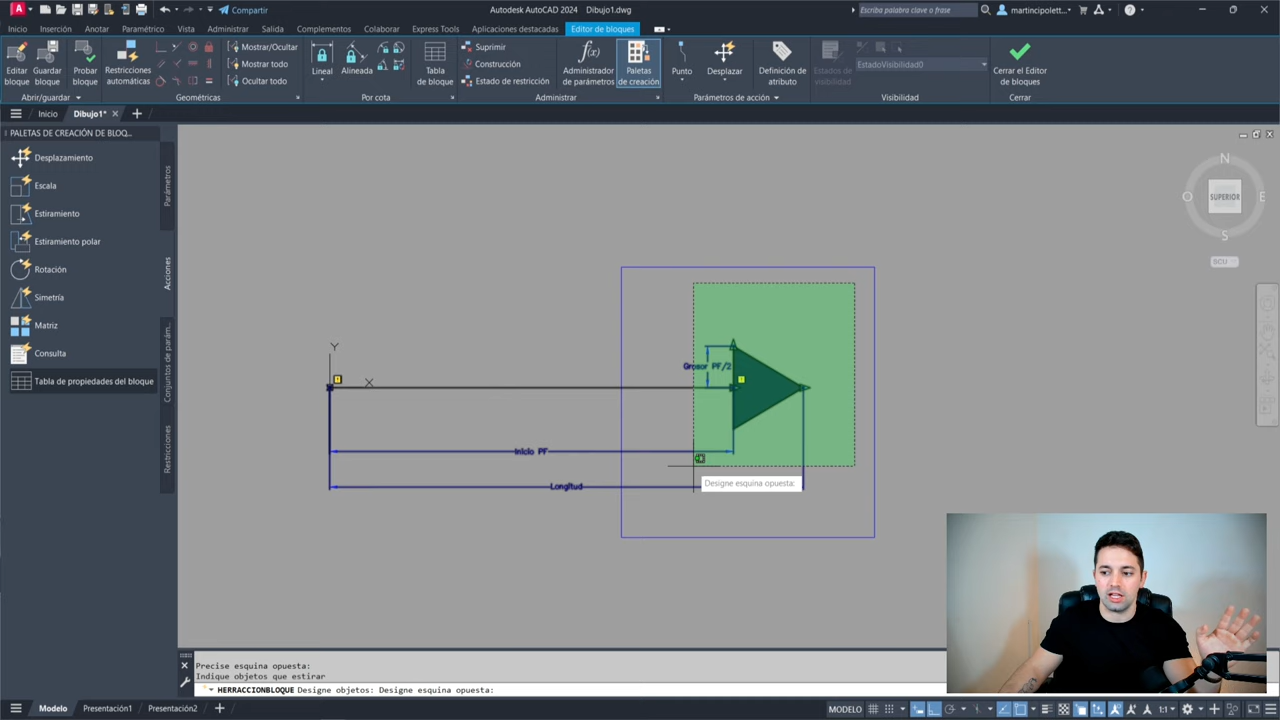 A
Compartir
Autodesk AutoCAD 2024 Dibujo1.dwg
Escriba palabra clave o frase
martincipolett...
Inicio Inserción Anotar Paramétrico Vista Administrar Salida Complementos Colaborar Express Tools Aplicaciones destacadas Editor de bloques
Editar bloque
Guardar bloque
Probar bloque
Abrir/guardar
Restricciones automáticas
Mostrar/Ocultar
Mostrar todo
Ocultar todo
Geométricas
Lineal
Alineada
Por cota
Tabla de bloque
Suprimir
Construcción
Estado de restricción
Administrador de parámetros
Paletas de creación
Administrar
Punto
Desplazar
Definición de atributo
Parámetros de acción
Estados de visibilidad
EstadoVisibilidad0
Visibilidad
Cerrar el Editor de bloques
Cerrar
Inicio
Dibujo1*
PALETAS DE CREACIÓN DE BLOQ...
Desplazamiento
Escala
Estiramiento
Estiramiento polar
Rotación
Simetría
Matriz
Consulta
Tabla de propiedades del bloque
Parámetros
Acciones
Conjuntos de parám...
Restricciones
Y
X
Grosor PF/2
Inicio PF
Longitud
Designe esquina opuesta:
N
O
SUPERIOR
E
S
SCU
Precise esquina opuesta:
Indique objetos que estirar
HERRACCIONBLOQUE Designe objetos: Designe esquina opuesta:
Modelo Presentación1 Presentación2
MODELO
1:1